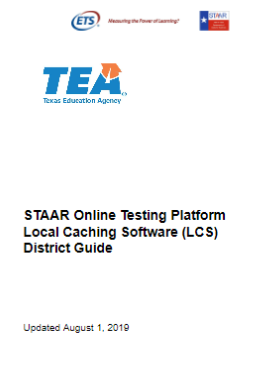 ETS Measuring the Power of Learning.® STAAR
TEA
Texas Education Agency
STAAR Online Testing Platform
Local Caching Software (LCS)
District Guide
Updated August 1, 2019